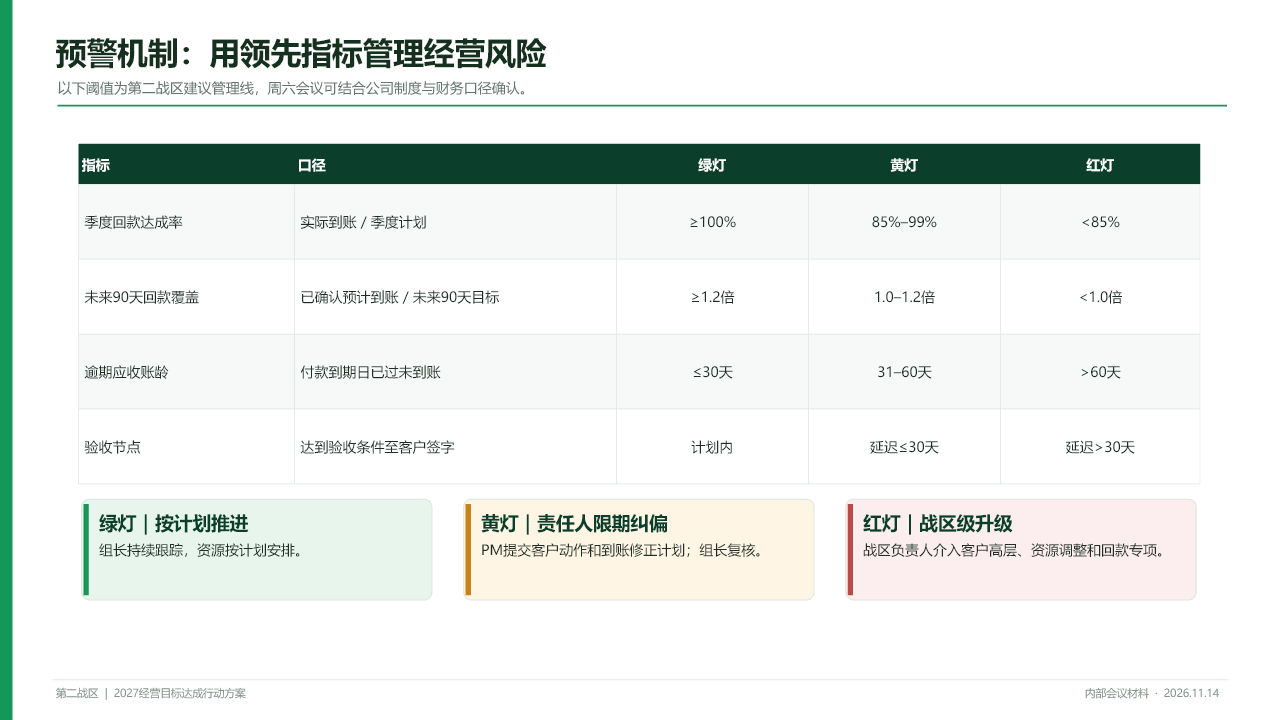 预警机制：用领先指标管理经营风险
以下阈值为第二战区建议管理线，周六会议可结合公司制度与财务口径确认。
指标 口径 绿灯 黄灯 红灯
季度回款达成率 实际到账 / 季度计划 ≥100% 85%–99% <85%
未来90天回款覆盖 已确认预计到账 / 未来90天目标 ≥1.2倍 1.0–1.2倍 <1.0倍
逾期应收账龄 付款到期日已过未到账 ≤30天 31–60天 >60天
验收节点 达到验收条件至客户签字 计划内 延迟≤30天 延迟>30天
绿灯｜按计划推进
组长持续跟踪，资源按计划安排。
黄灯｜责任人限期纠偏
PM提交客户动作和到账修正计划；组长复核。
红灯｜战区级升级
战区负责人介入客户高层、资源调整和回款专项。
第二战区 ｜ 2027经营目标达成行动方案
内部会议材料 · 2026.11.14